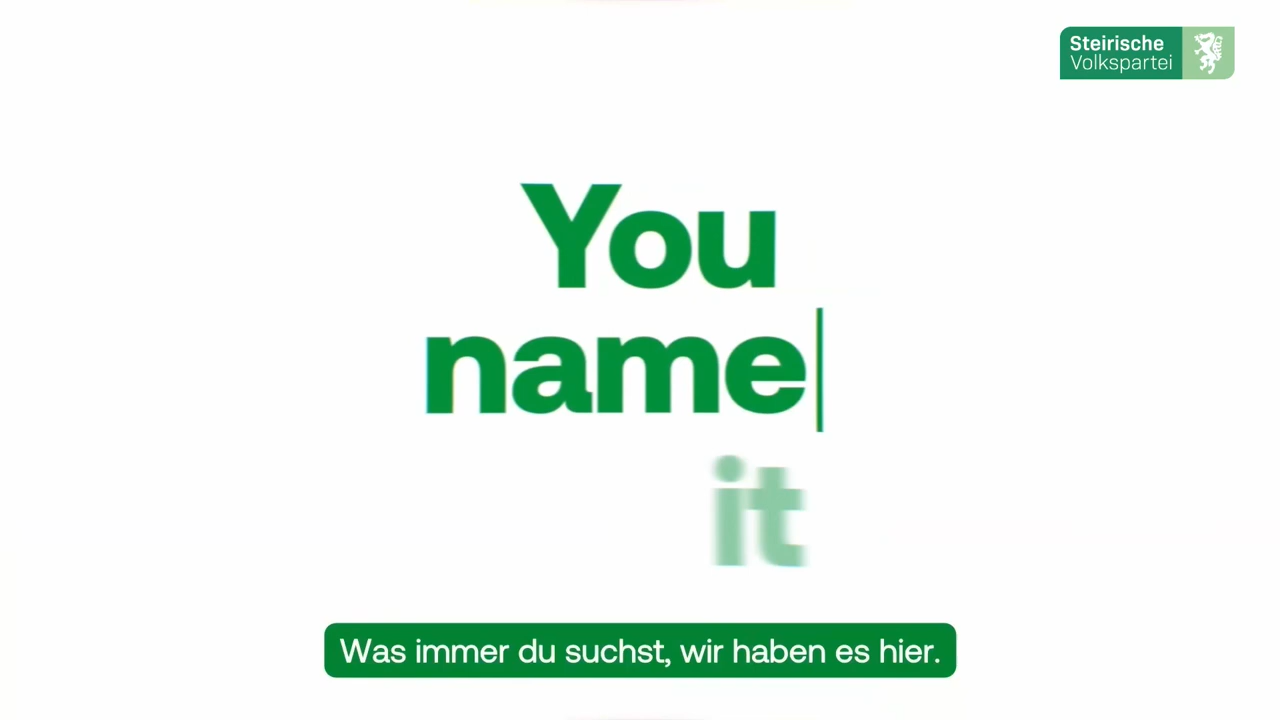 Steirische
Volkspartei
You
name
it
Was immer du suchst, wir haben es hier.